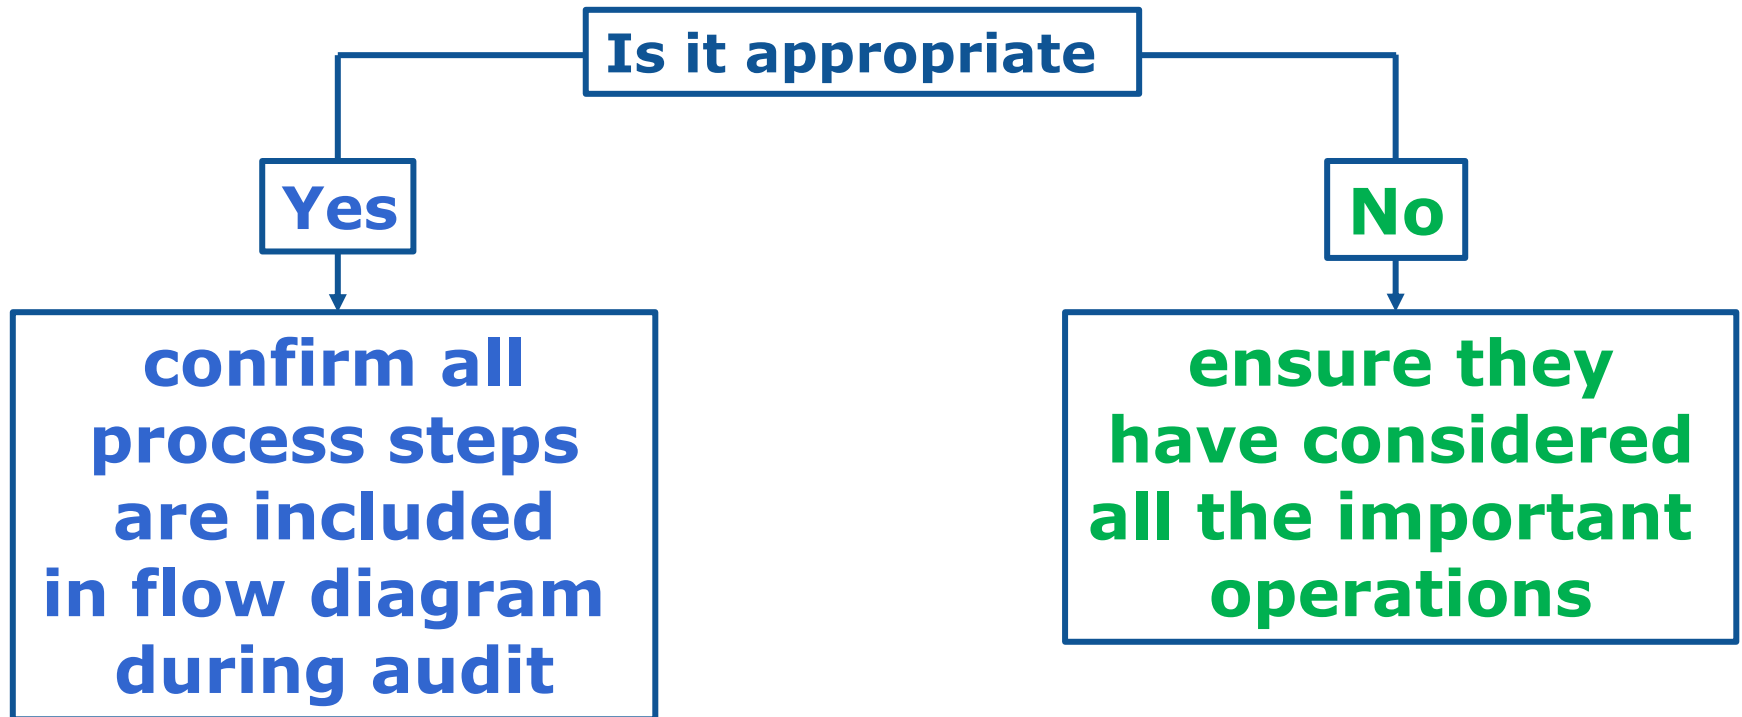 Is it appropriate
Yes
No
confirm all
process steps
are included
in flow diagram
during audit
ensure they
have considered
all the important
operations